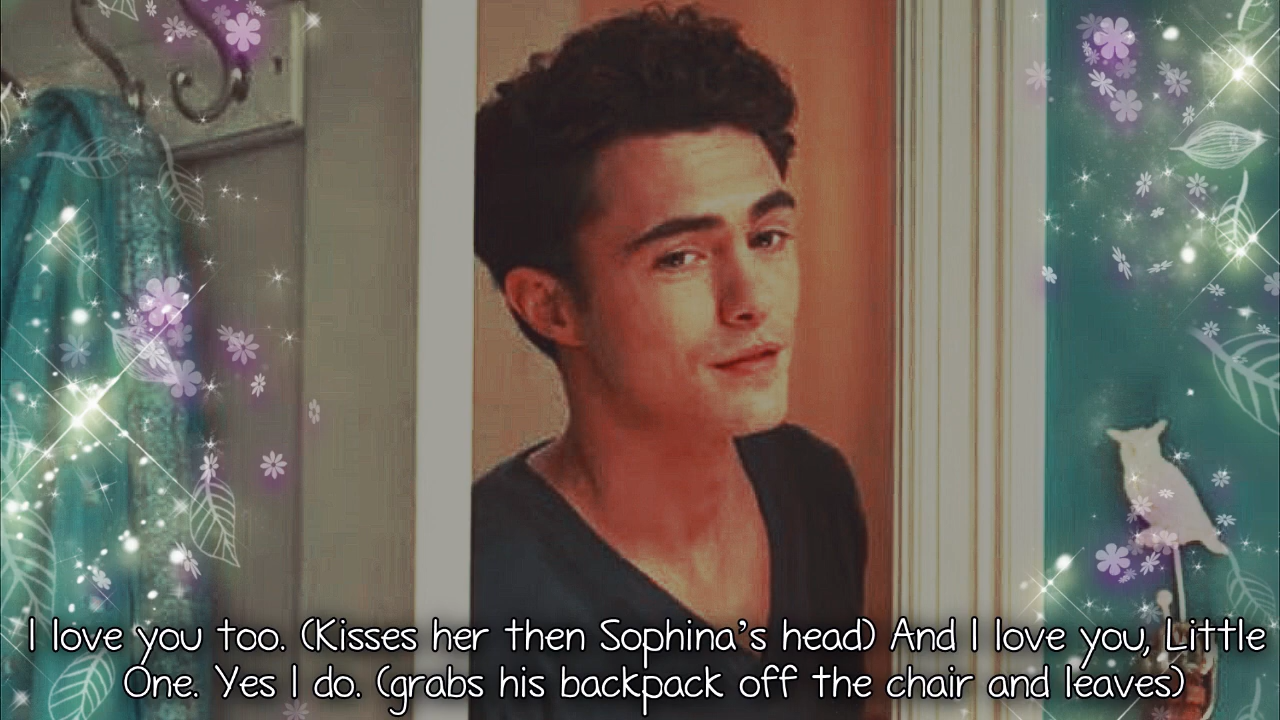 I love you too. (Kisses her then Sophina's head) And I love you, Little
One. Yes I do. (grabs his backpack off the chair and leaves)